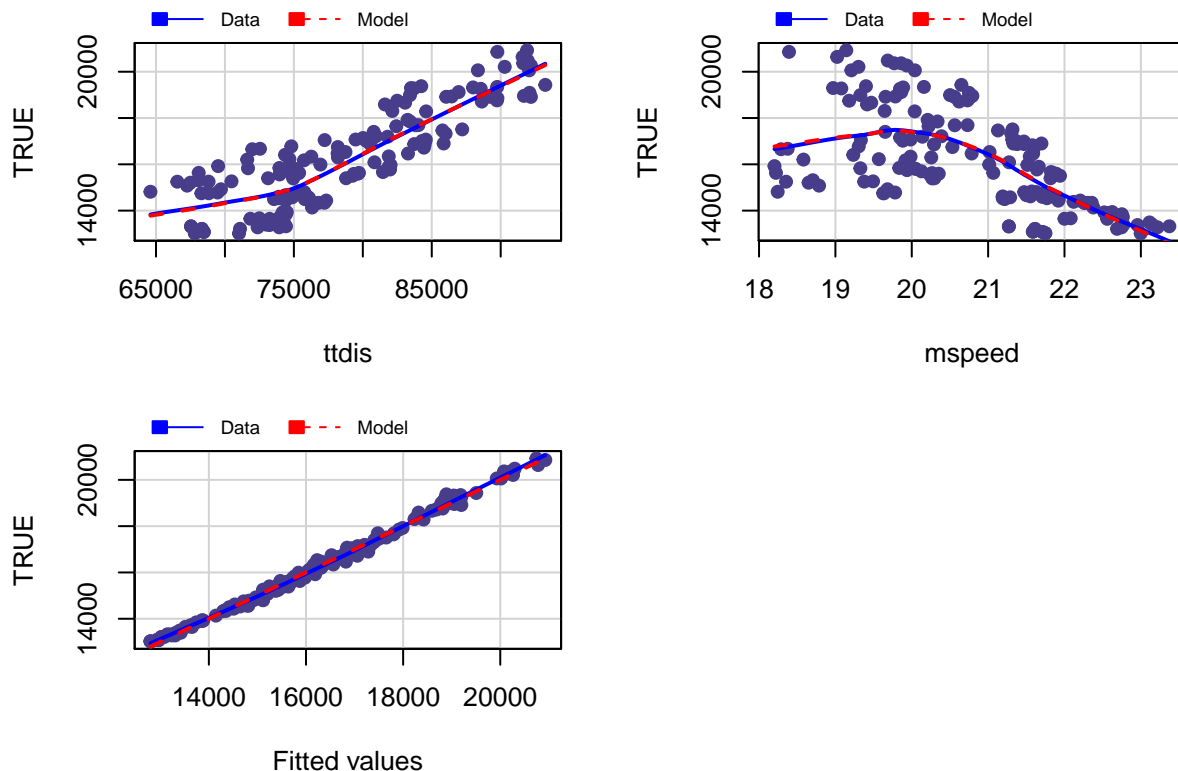 Data Model
TRUE
20000
14000
65000 75000 85000
ttdis
Data Model
TRUE
20000
14000
18 19 20 21 22 23
mspeed
Data Model
TRUE
20000
14000
14000 16000 18000 20000
Fitted values